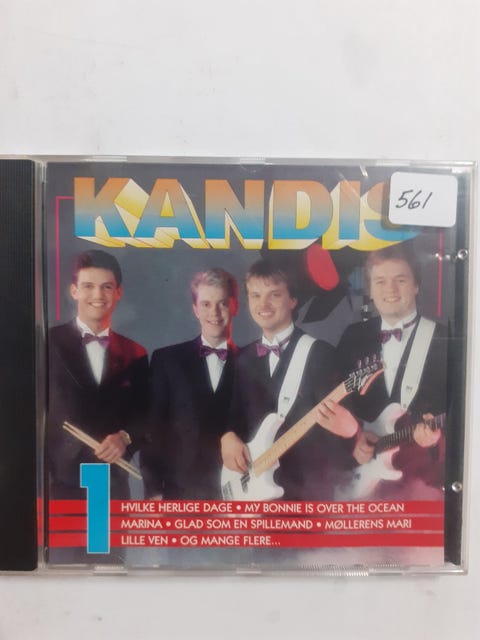 KANDIS
561
1
HVILKE HERLIGE DAGE • MY BONNIE IS OVER THE OCEAN
MARINA • GLAD SOM EN SPILLEMAND • MØLLERENS MARI
LILLE VEN • OG MANGE FLERE...